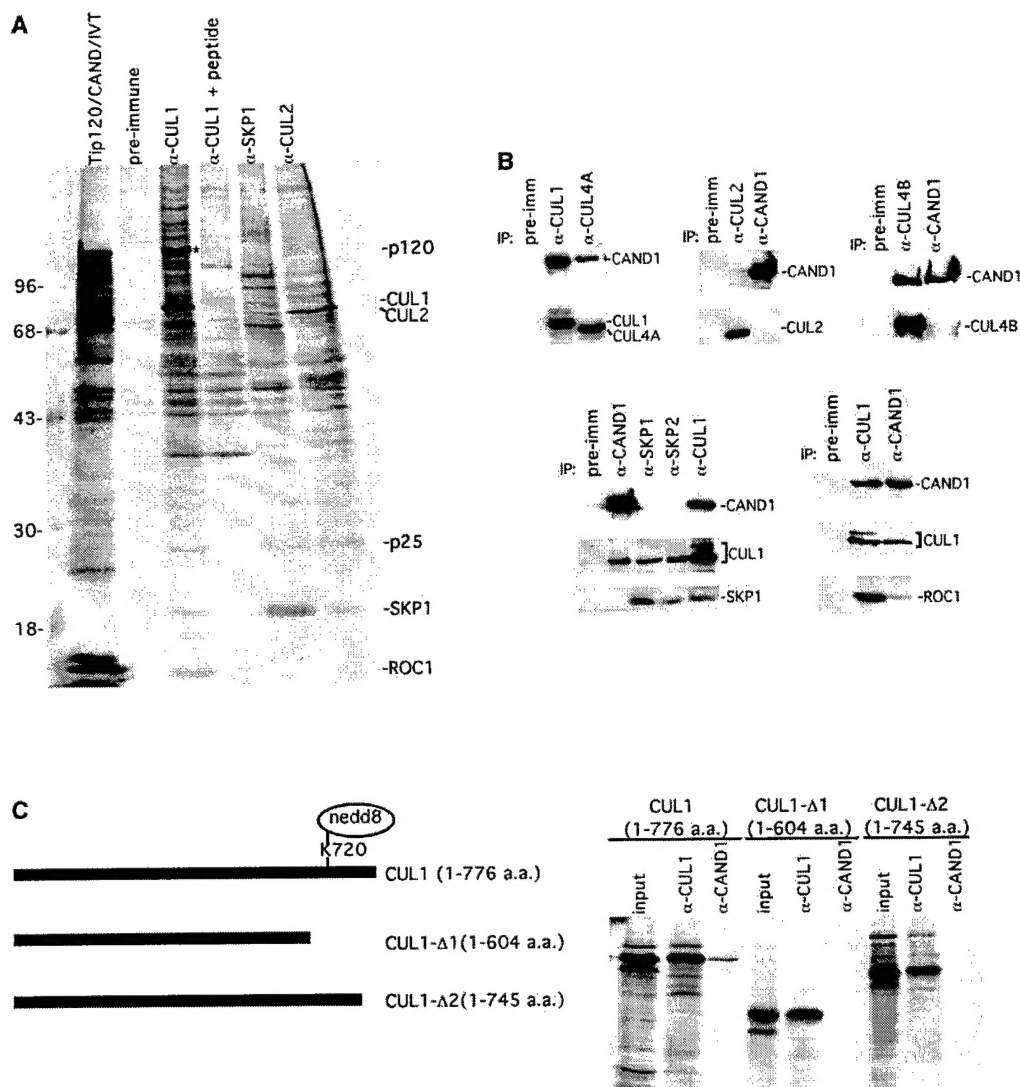 A
Tip120/CAND/IVT
pre-immune
α-CUL1
α-CUL1 + peptide
α-SKP1
α-CUL2
96-
68-
43-
30-
18-
*
-p120
-CUL1
CUL2
-p25
-SKP1
-ROC1
B
IP: pre-imm α-CUL1 α-CUL4A
-CAND1
-CUL1
-CUL4A
IP: pre-imm α-CUL2 α-CAND1
-CAND1
-CUL2
IP: pre-imm α-CUL4B α-CAND1
-CAND1
-CUL4B
IP: pre-imm α-CAND1 α-SKP1 α-SKP2 α-CUL1
-CAND1
]CUL1
-SKP1
IP: pre-imm α-CUL1 α-CAND1
-CAND1
]CUL1
-ROC1
C
nedd8
K720
CUL1 (1-776 a.a.)
CUL1-Δ1(1-604 a.a.)
CUL1-Δ2(1-745 a.a.)
CUL1 (1-776 a.a.)
input α-CUL1 α-CAND1
CUL1-Δ1 (1-604 a.a.)
input α-CUL1 α-CAND1
CUL1-Δ2 (1-745 a.a.)
input α-CUL1 α-CAND1